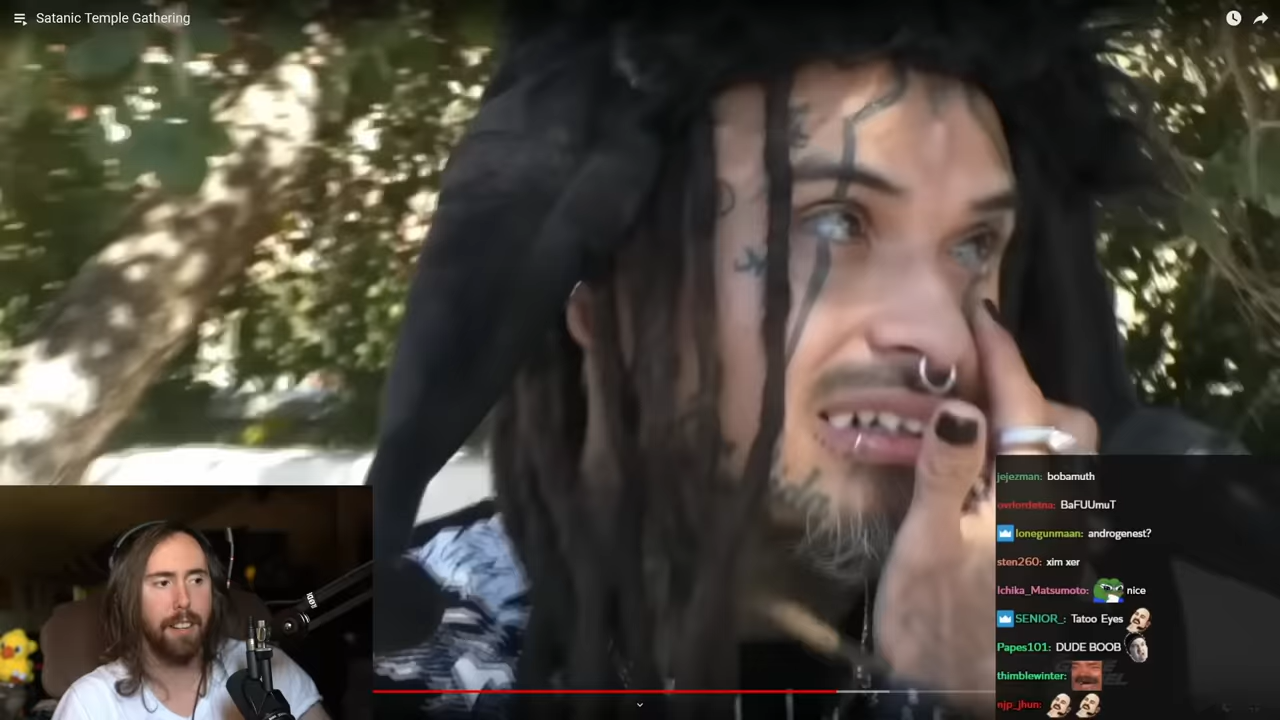 Satanic Temple Gathering
jejezman: bobamuth
BaFUUmuT
lonegunmaan: androgenest?
sten260: xim xer
Ichika_Matsumoto: nice
SENIOR_: Tatoo Eyes
Papes101: DUDE BOOB
thimblewinter:
njp_jhun: